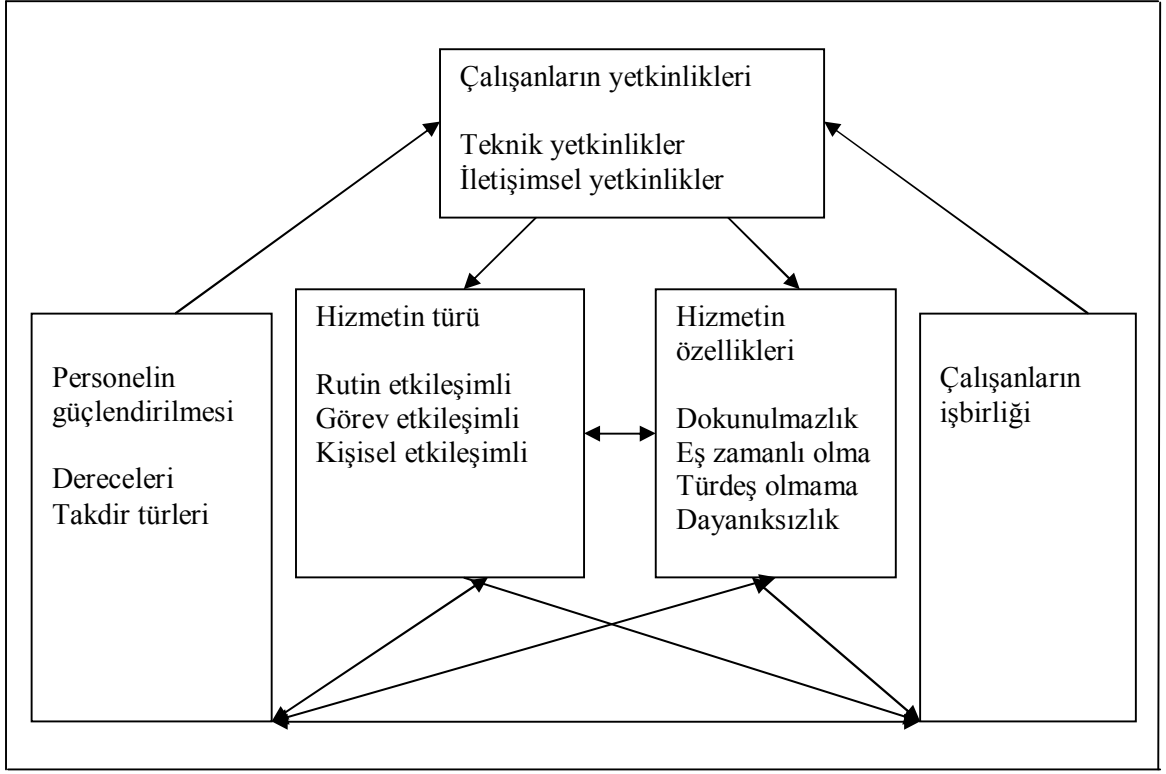 Çalışanların yetkinlikleri
Teknik yetkinlikler
İletişimsel yetkinlikler
Personelin
güçlendirilmesi
Dereceleri
Takdir türleri
Hizmetin türü
Rutin etkileşimli
Görev etkileşimli
Kişisel etkileşimli
Hizmetin
özellikleri
Dokunulmazlık
Eş zamanlı olma
Türdeş olmama
Dayanıksızlık
Çalışanların
işbirliği